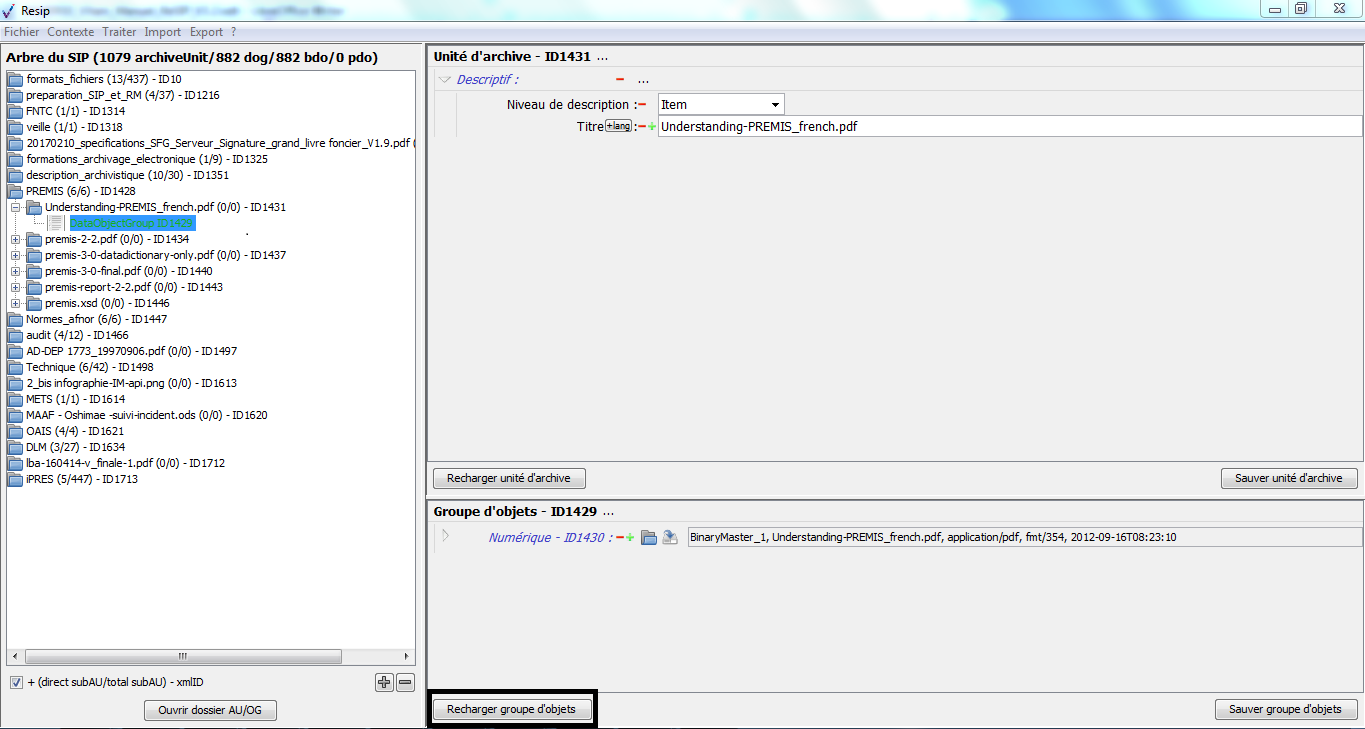 Resip
Fichier Contexte Traiter Import Export ?
Arbre du SIP (1079 archiveUnit/882 dog/882 bdo/0 pdo)
formats_fichiers (13/437) - ID10
preparation_SIP_et_RM (4/37) - ID1216
FNTC (1/1) - ID1314
veille (1/1) - ID1318
20170210_specifications_SFG_Serveur_Signature_grand_livre foncier_V1.9.pdf (
formations_archivage_electronique (1/9) - ID1325
description_archivistique (10/30) - ID1351
PREMIS (6/6) - ID1428
Understanding-PREMIS_french.pdf (0/0) - ID1431
DataObjectGroup ID1429
premis-2-2.pdf (0/0) - ID1434
premis-3-0-datadictionary-only.pdf (0/0) - ID1437
premis-3-0-final.pdf (0/0) - ID1440
premis-report-2-2.pdf (0/0) - ID1443
premis.xsd (0/0) - ID1446
Normes_afnor (6/6) - ID1447
audit (4/12) - ID1466
AD-DEP 1773_19970906.pdf (0/0) - ID1497
Technique (6/42) - ID1498
2_bis infographie-IM-api.png (0/0) - ID1613
METS (1/1) - ID1614
MAAF - Oshimae -suivi-incident.ods (0/0) - ID1620
OAIS (4/4) - ID1621
DLM (3/27) - ID1634
lba-160414-v_finale-1.pdf (0/0) - ID1712
iPRES (5/447) - ID1713
+ (direct subAU/total subAU) - xmlID
Ouvrir dossier AU/OG
Unité d'archive - ID1431 ...
Descriptif : ...
Niveau de description : Item
Titre +lang : Understanding-PREMIS_french.pdf
Recharger unité d'archive Sauver unité d'archive
Groupe d'objets - ID1429 ...
Numérique - ID1430 : BinaryMaster_1, Understanding-PREMIS_french.pdf, application/pdf, fmt/354, 2012-09-16T08:23:10
Recharger groupe d'objets Sauver groupe d'objets